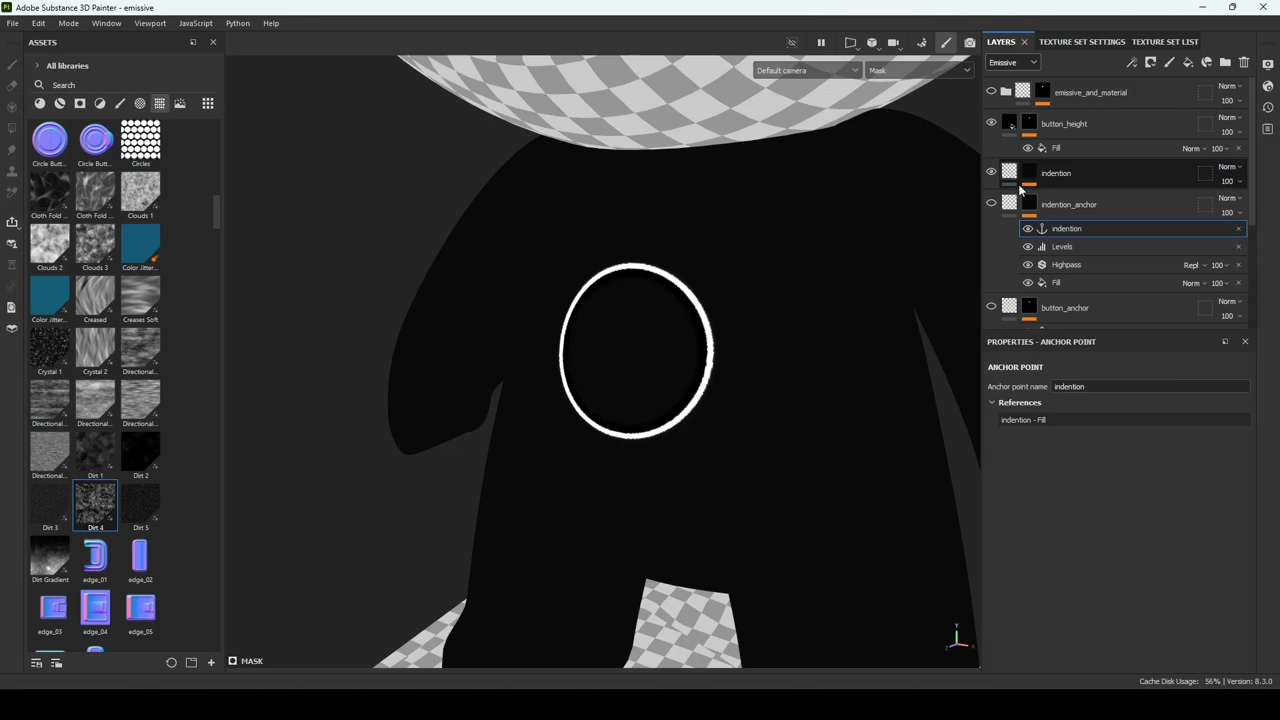 Adobe Substance 3D Painter - emissive
File Edit Mode Window Viewport JavaScript Python Help
ASSETS
All libraries
Search
Circle Butt... Circle Butt... Circles
Cloth Fold ... Cloth Fold ... Clouds 1
Clouds 2 Clouds 3 Color Jitter...
Color Jitter... Creased Creases Soft
Crystal 1 Crystal 2 Directional...
Directional... Directional... Directional...
Directional... Dirt 1 Dirt 2
Dirt 3 Dirt 4 Dirt 5
Dirt Gradient edge_01 edge_02
edge_03 edge_04 edge_05
Default camera Mask
Y
Z X
MASK
LAYERS TEXTURE SET SETTINGS TEXTURE SET LIST
Emissive
emissive_and_material Norm 100
button_height Norm 100
Fill Norm 100
indention Norm 100
indention_anchor Norm 100
indention
Levels
Highpass Repl 100
Fill Norm 100
button_anchor Norm 100
PROPERTIES - ANCHOR POINT
ANCHOR POINT
Anchor point name indention
References
indention - Fill
Cache Disk Usage: 56% | Version: 8.3.0